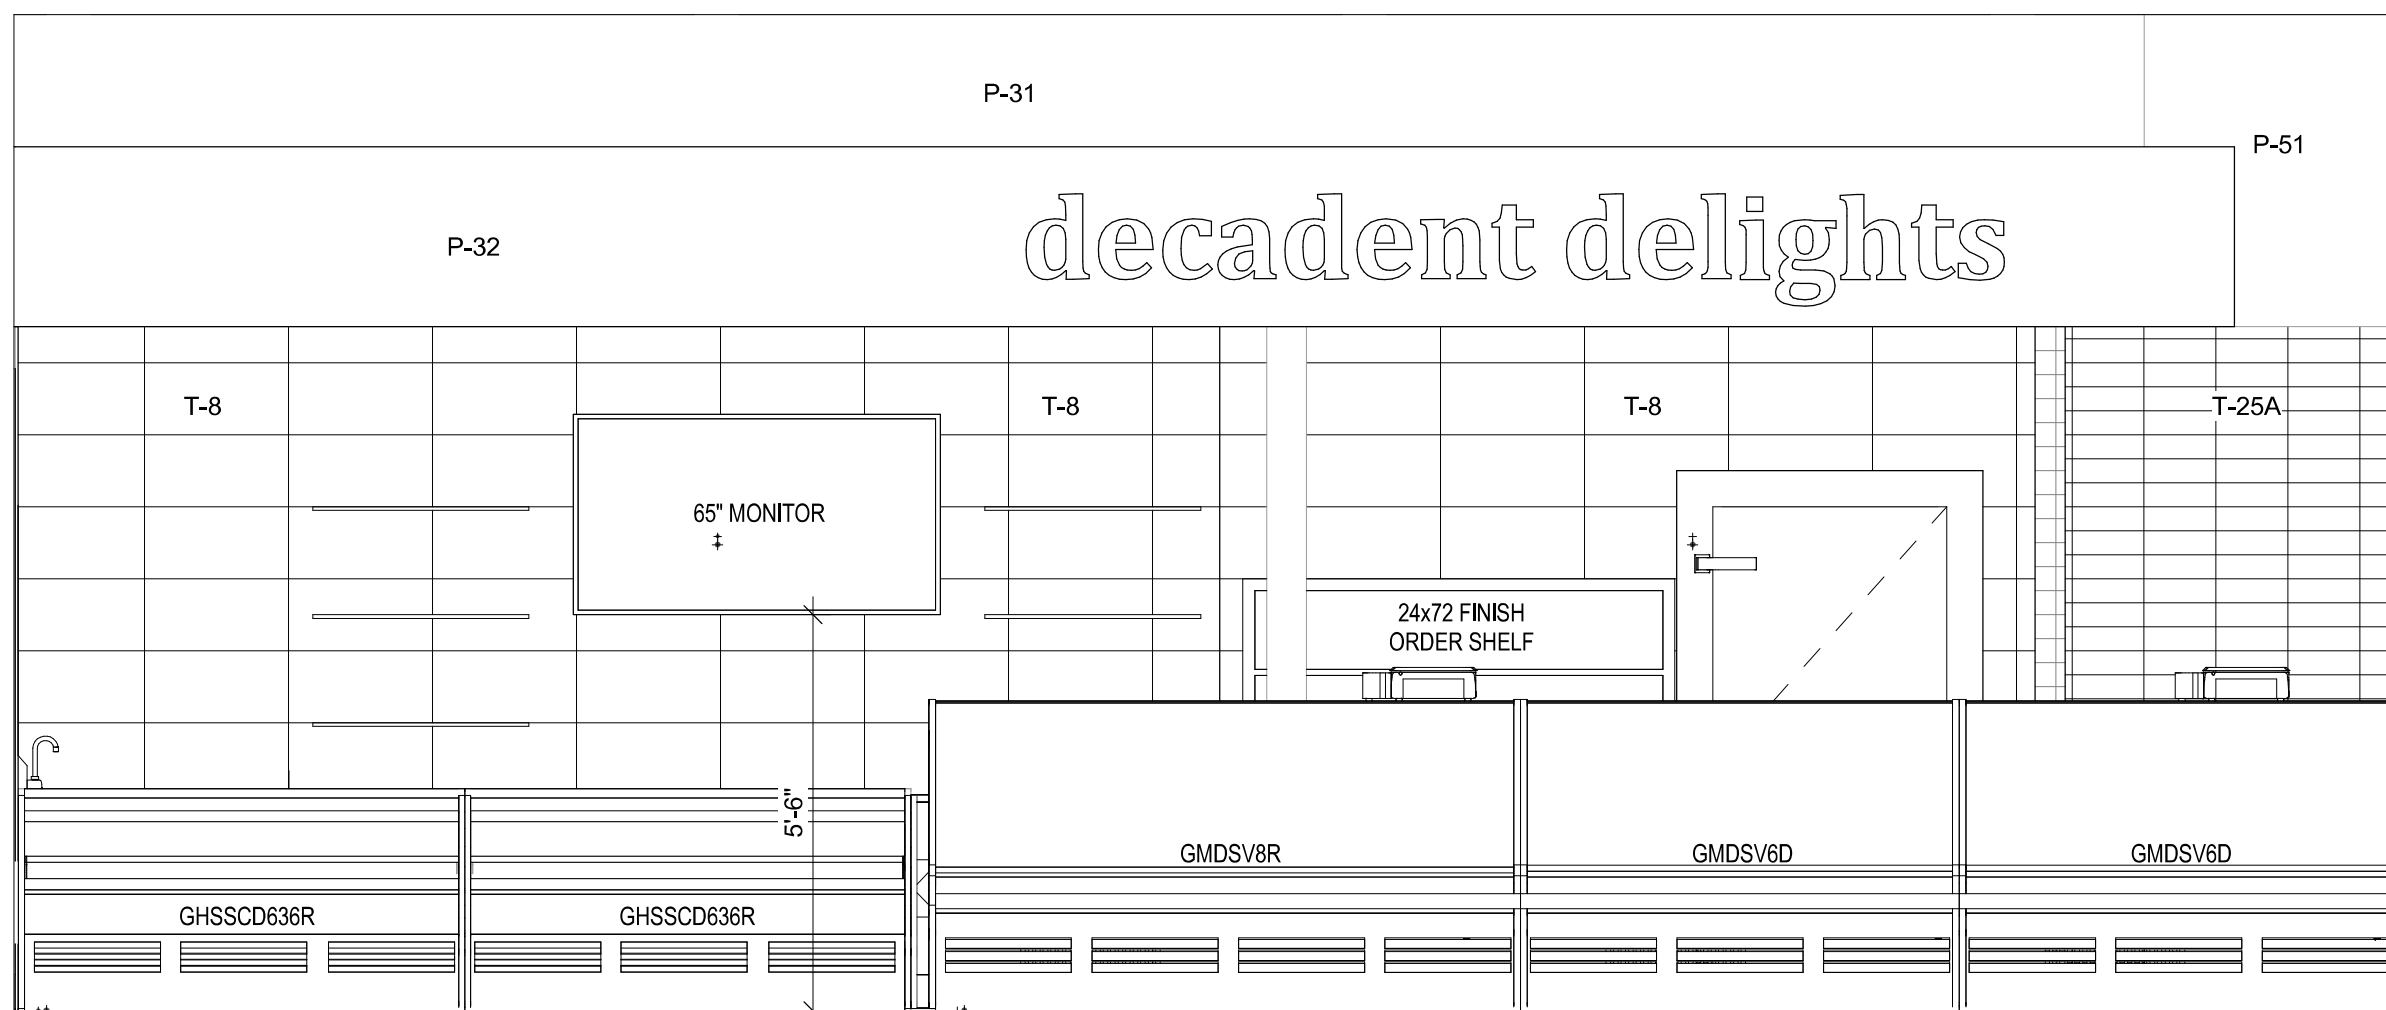 P-31
P-51
decadent delights
P-32
T-8
T-8
T-8
T-25A
65" MONITOR
24x72 FINISH
ORDER SHELF
5'-6"
GMDSV8R
GMDSV6D
GMDSV6D
GHSSCD636R
GHSSCD636R